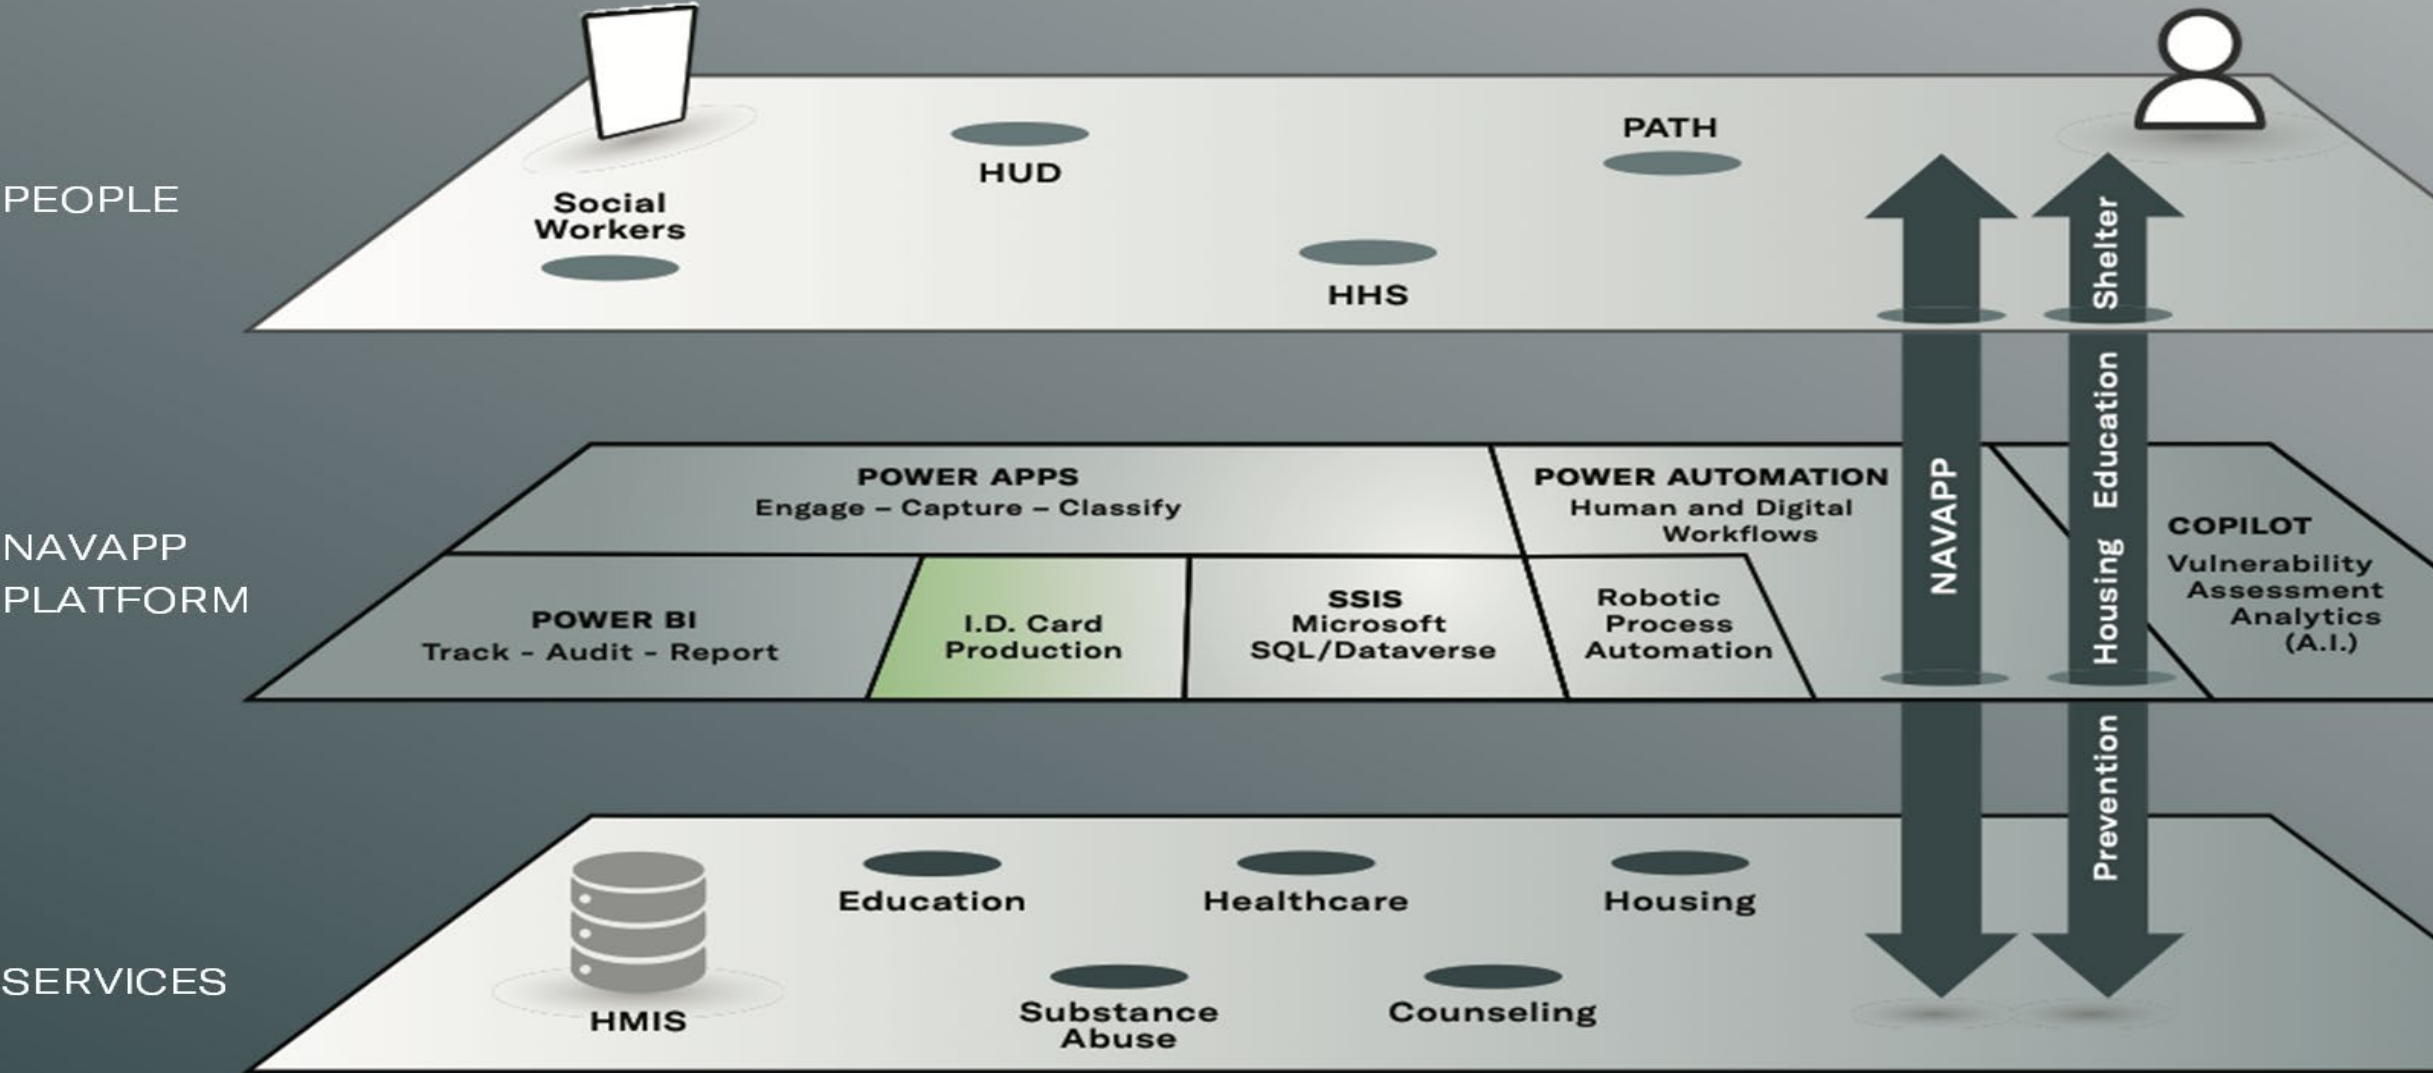 PEOPLE
Social
Workers
HUD
HHS
PATH
Shelter
NAVAPP
PLATFORM
POWER APPS
Engage – Capture – Classify
POWER AUTOMATION
Human and Digital
Workflows
POWER BI
Track - Audit - Report
I.D. Card
Production
SSIS
Microsoft
SQL/Dataverse
Robotic
Process
Automation
NAVAPP
Housing Education
COPILOT
Vulnerability
Assessment
Analytics
(A.I.)
Prevention
SERVICES
HMIS
Education
Healthcare
Housing
Substance
Abuse
Counseling